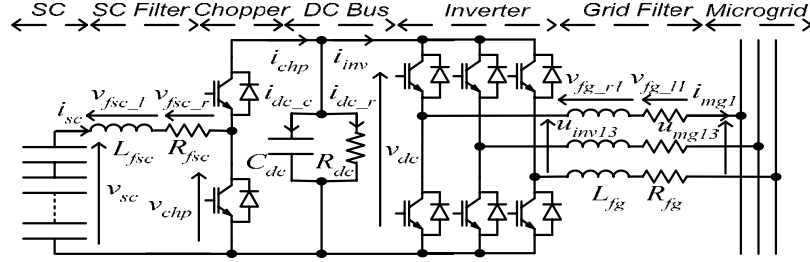 SC SC Filter Chopper DC Bus Inverter Grid Filter Microgrid
i_chp i_inv
v_fsc_l v_fsc_r i_dc_c i_dc_r v_fg_r1 v_fg_l1 i_mg1
i_sc
u_inv13 u_mg13
L_fsc R_fsc C_dc R_dc v_dc
v_sc v_chp L_fg R_fg